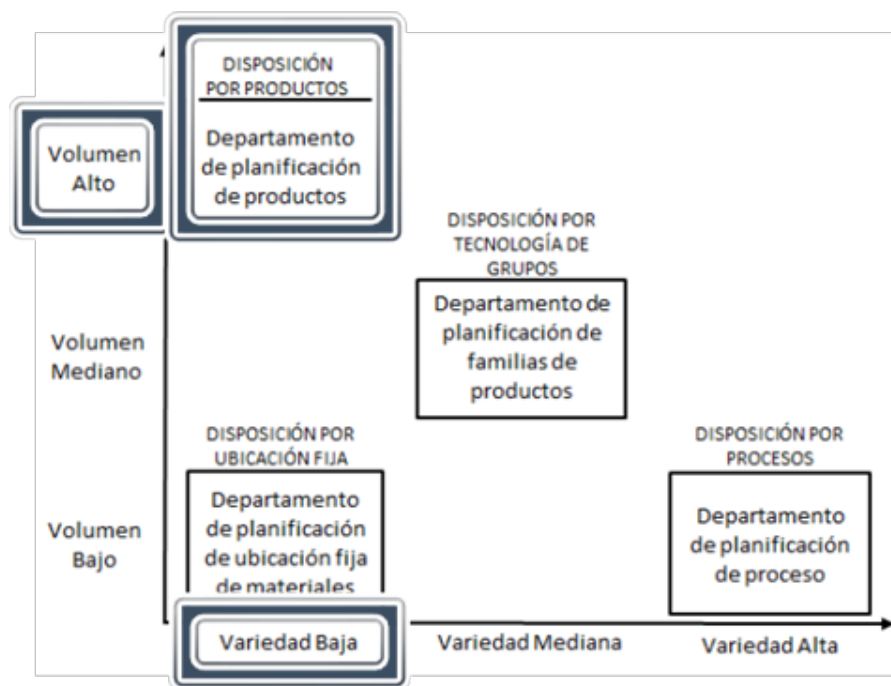 DISPOSICIÓN
POR PRODUCTOS
Departamento
de planificación
de productos
Volumen
Alto
DISPOSICIÓN POR
TECNOLOGÍA DE
GRUPOS
Departamento de
planificación de
familias de
productos
Volumen
Mediano
DISPOSICIÓN POR
UBICACIÓN FIJA
Departamento
de planificación
de ubicación fija
de materiales
DISPOSICIÓN POR
PROCESOS
Departamento
de planificación
de proceso
Volumen
Bajo
Variedad Baja
Variedad Mediana
Variedad Alta